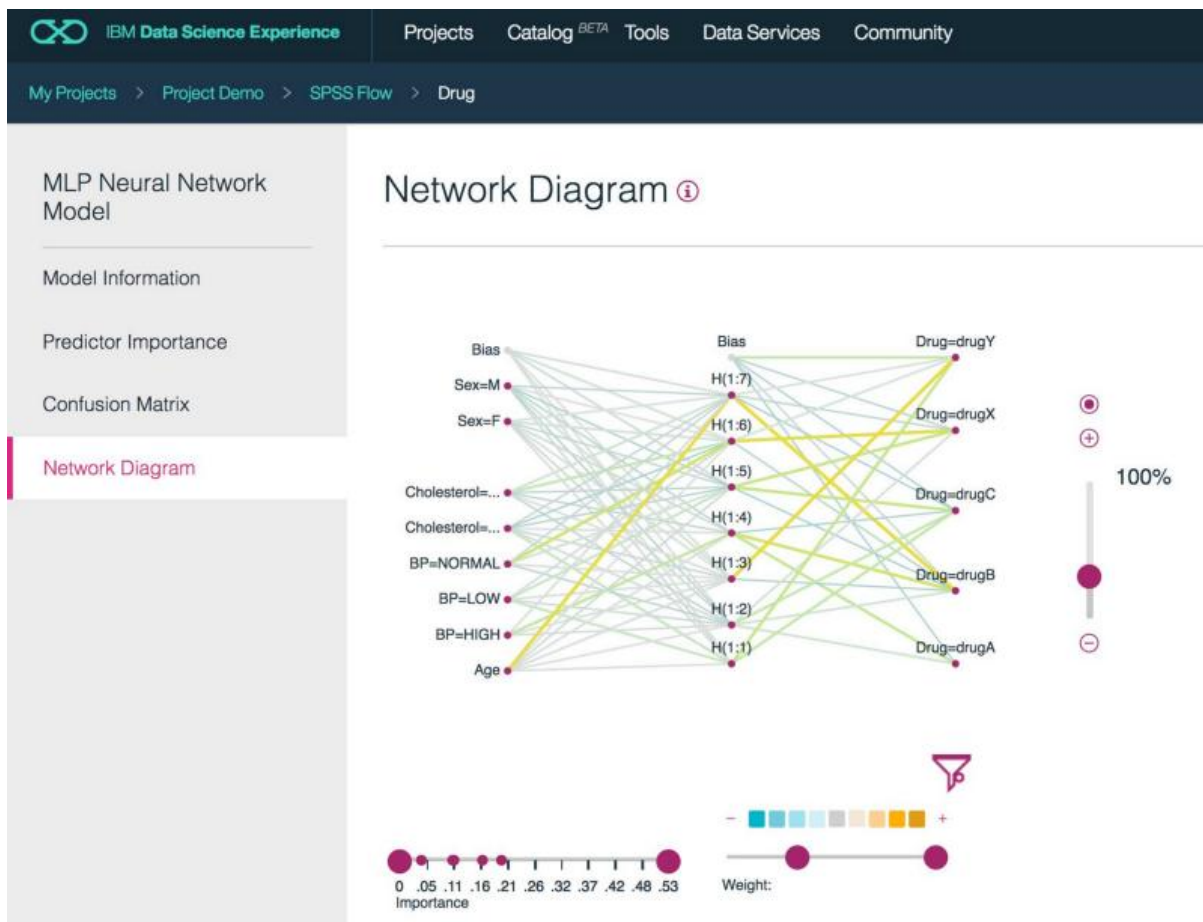 IBM Data Science Experience Projects Catalog BETA Tools Data Services Community
My Projects > Project Demo > SPSS Flow > Drug
MLP Neural Network
Model
Model Information
Predictor Importance
Confusion Matrix
Network Diagram
Network Diagram
Bias
Sex=M
Sex=F
Cholesterol=...
Cholesterol=...
BP=NORMAL
BP=LOW
BP=HIGH
Age
Bias
H(1:7)
H(1:6)
H(1:5)
H(1:4)
H(1:3)
H(1:2)
H(1:1)
Drug=drugY
Drug=drugX
Drug=drugC
Drug=drugB
Drug=drugA
100%
0 .05 .11 .16 .21 .26 .32 .37 .42 .48 .53
Importance
- +
Weight: